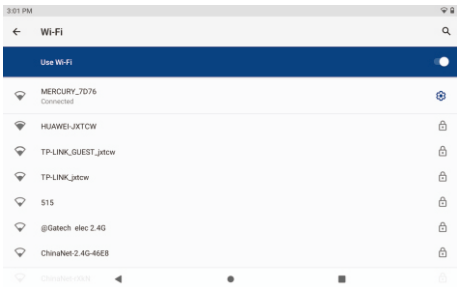 3:01 PM
Wi-Fi
Use Wi-Fi
MERCURY_7D76
Connected
HUAWEI-JXTCW
TP-LINK_GUEST_jxtcw
TP-LINK_jxtcw
515
@Gatech elec 2.4G
ChinaNet-2.4G-46E8